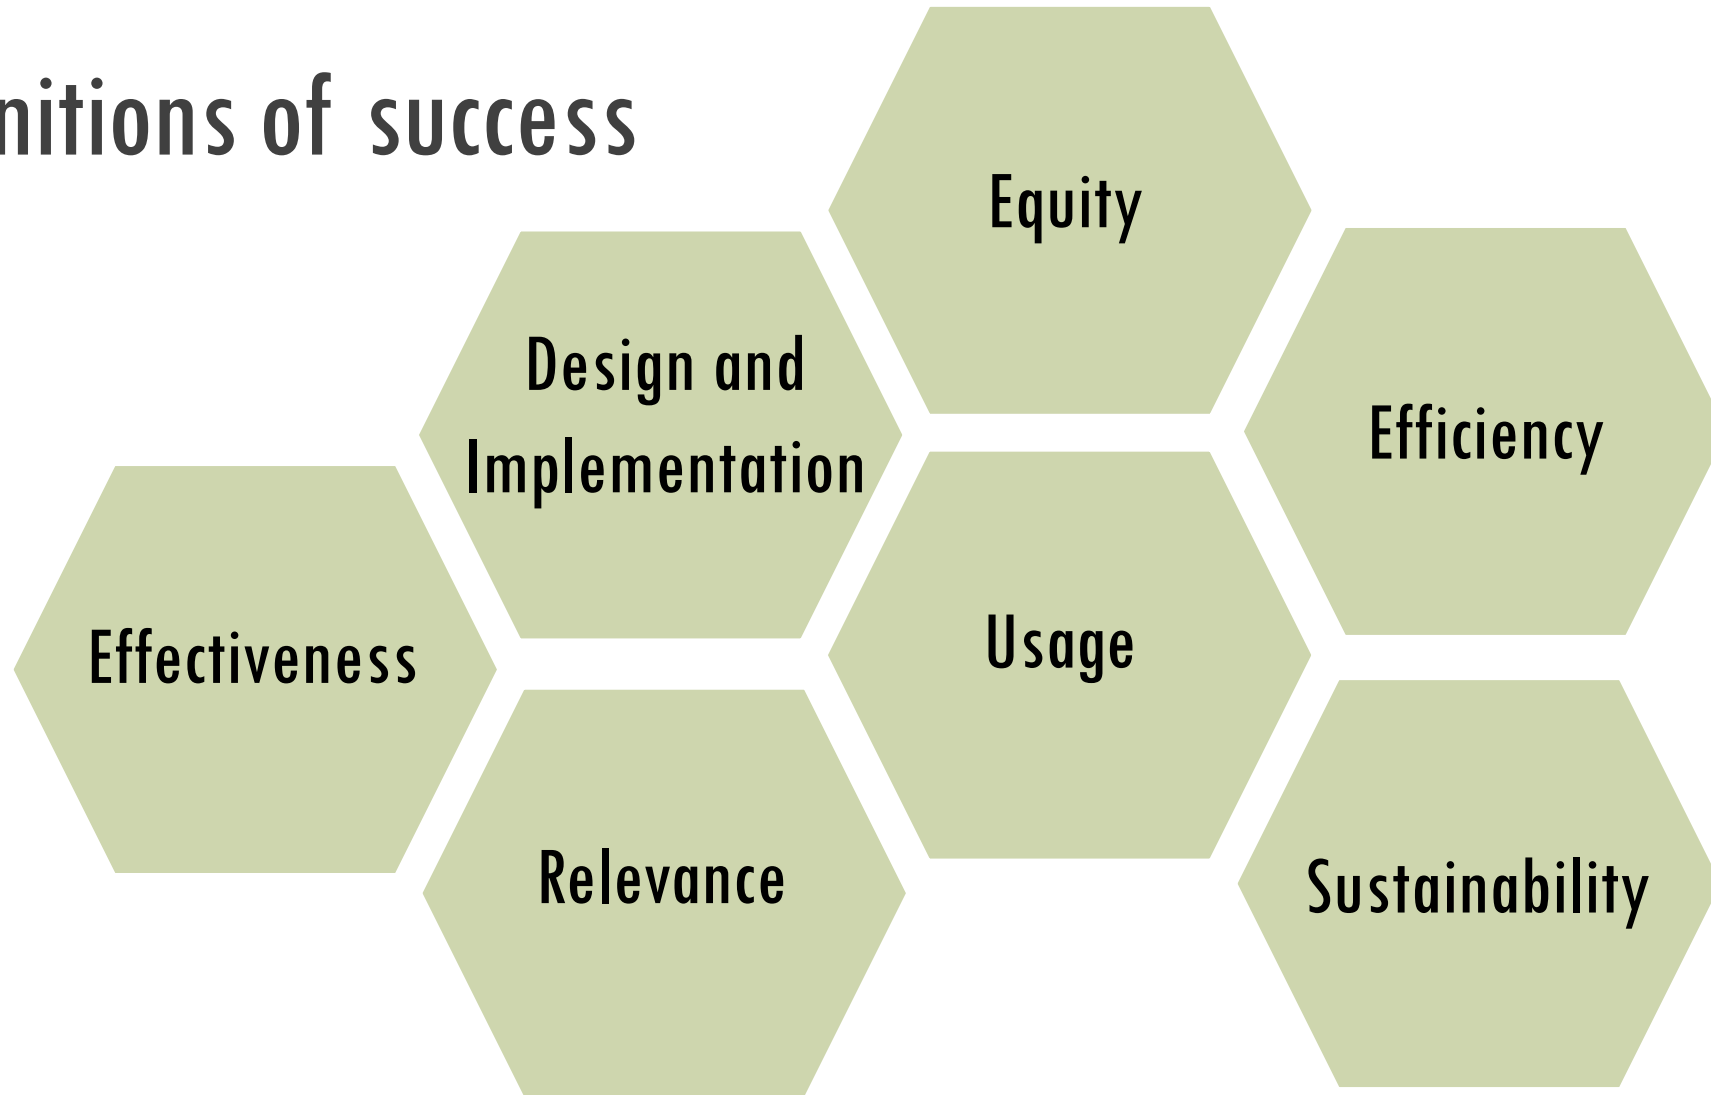 nitions of success
Equity
Design and
Implementation
Efficiency
Effectiveness
Usage
Relevance
Sustainability